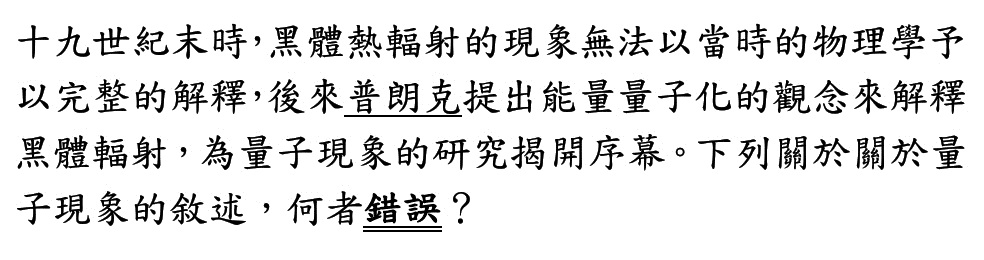 十九世紀末時，黑體熱輻射的現象無法以當時的物理學予
以完整的解釋，後來普朗克提出能量量子化的觀念來解釋
黑體輻射，為量子現象的研究揭開序幕。下列關於關於量
子現象的敘述，何者錯誤？